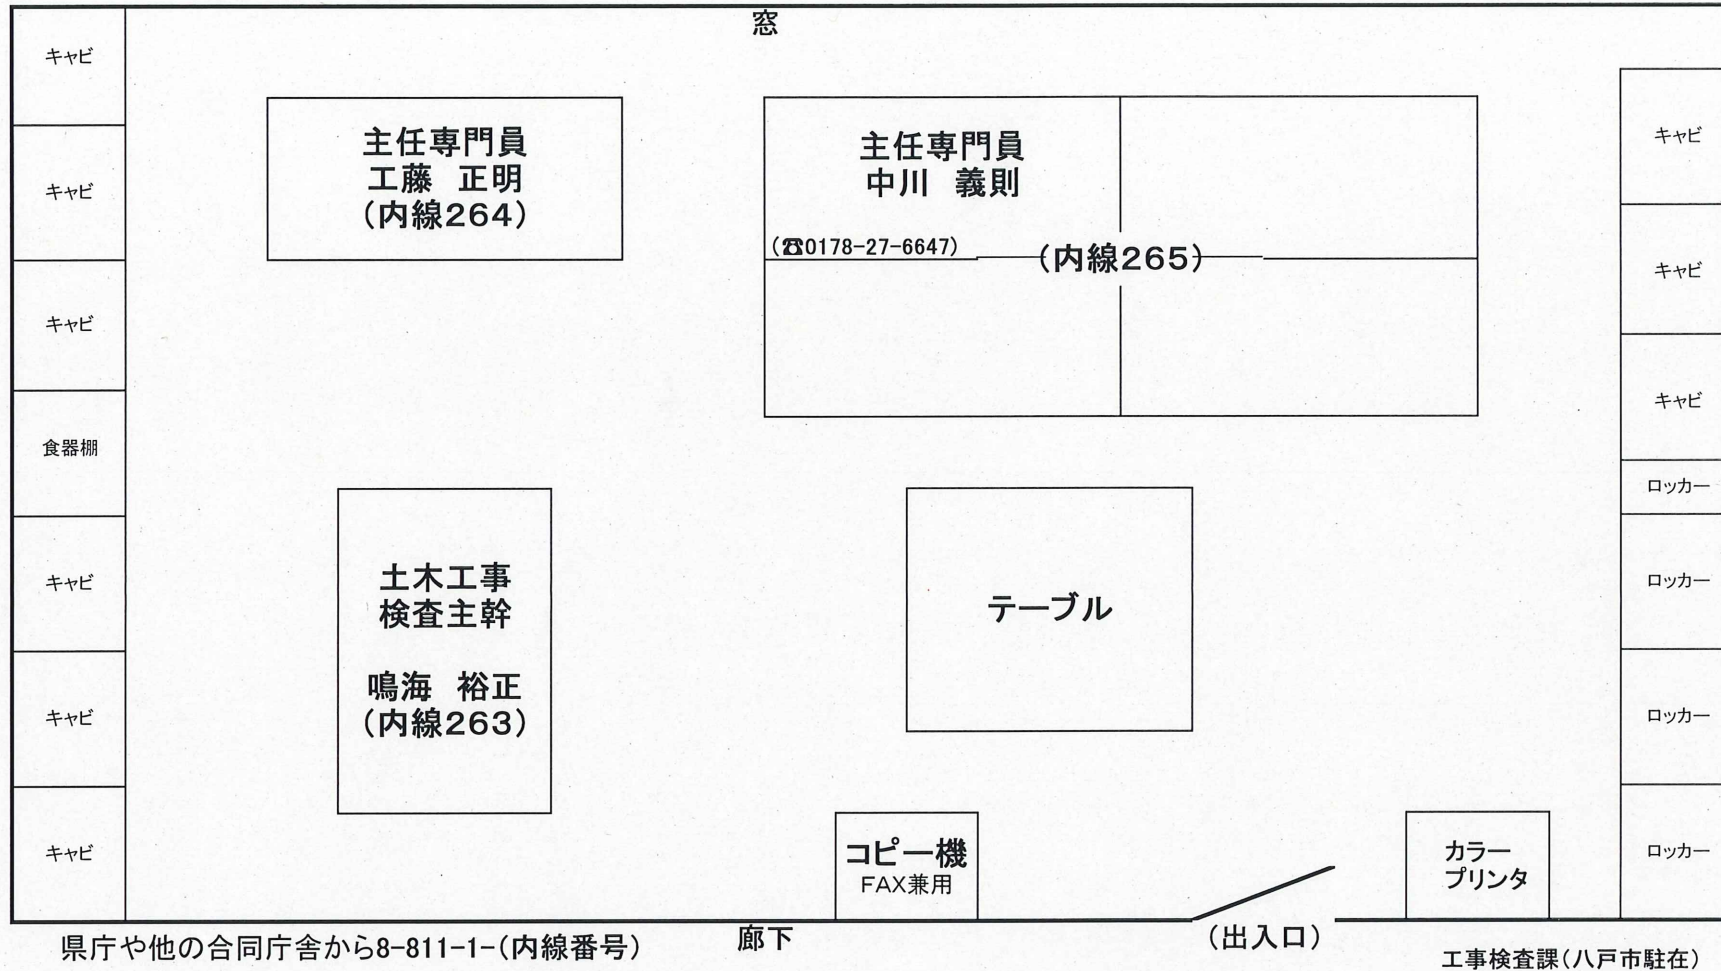 窓
キャビ
キャビ
キャビ
食器棚
キャビ
キャビ
キャビ
主任専門員
工藤 正明
(内線264)
主任専門員
中川 義則
(☎0178-27-6647)
(内線265)
土木工事
検査主幹
鳴海 裕正
(内線263)
テーブル
コピー機
FAX兼用
カラー
プリンタ
キャビ
キャビ
キャビ
ロッカー
ロッカー
ロッカー
ロッカー
県庁や他の合同庁舎から8-811-1-(内線番号)
廊下
(出入口)
工事検査課(八戸市駐在)